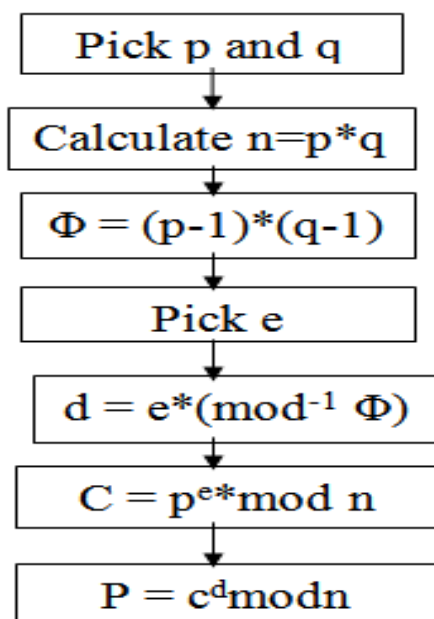 Pick p and q
Calculate n=p*q
Φ = (p-1)*(q-1)
Pick e
d = e*(mod⁻¹ Φ)
C = pᵉ* mod n
P = cᵈmodn